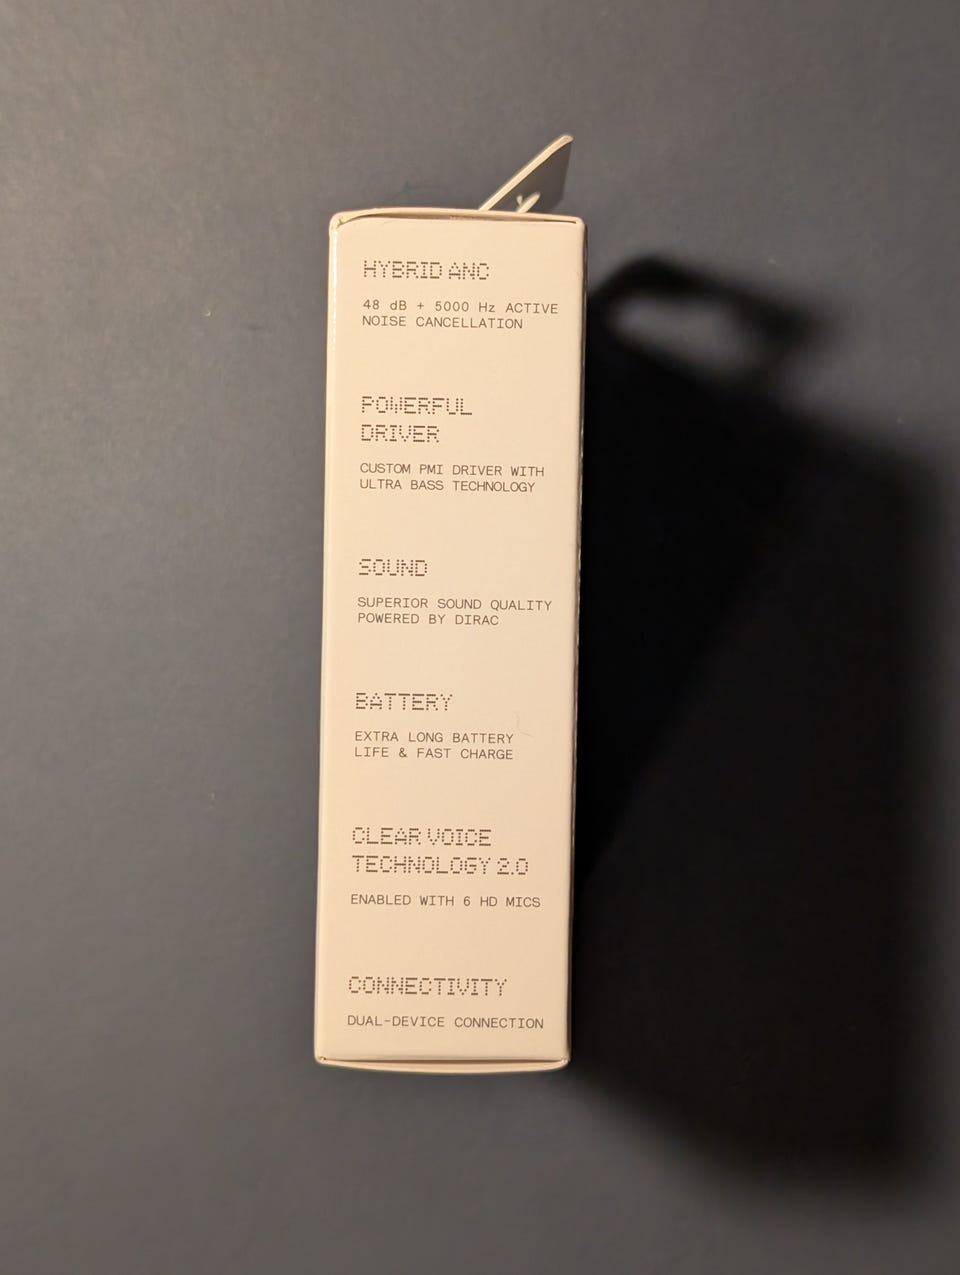 HYBRID ANC
48 dB + 5000 Hz ACTIVE
NOISE CANCELLATION
POWERFUL
DRIVER
CUSTOM PMI DRIVER WITH
ULTRA BASS TECHNOLOGY
SOUND
SUPERIOR SOUND QUALITY
POWERED BY DIRAC
BATTERY
EXTRA LONG BATTERY
LIFE & FAST CHARGE
CLEAR VOICE
TECHNOLOGY 2.0
ENABLED WITH 6 HD MICS
CONNECTIVITY
DUAL-DEVICE CONNECTION